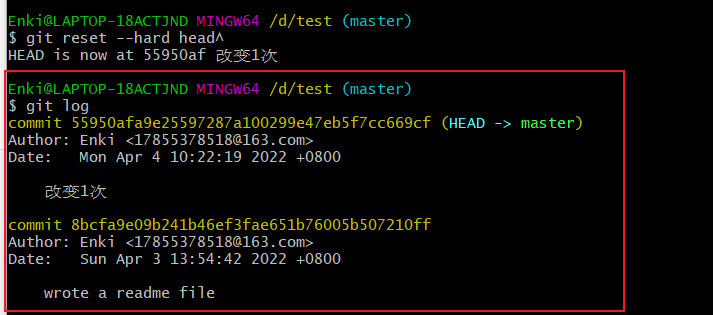 Enki@LAPTOP-18ACTJND MINGW64 /d/test (master)
$ git reset --hard head^
HEAD is now at 55950af 改变1次
Enki@LAPTOP-18ACTJND MINGW64 /d/test (master)
$ git log
commit 55950afa9e25597287a100299e47eb5f7cc669cf (HEAD -> master)
Author: Enki <17855378518@163.com>
Date:   Mon Apr 4 10:22:19 2022 +0800
改变1次
commit 8bcfa9e09b241b46ef3fae651b76005b507210ff
Author: Enki <17855378518@163.com>
Date:   Sun Apr 3 13:54:42 2022 +0800
wrote a readme file